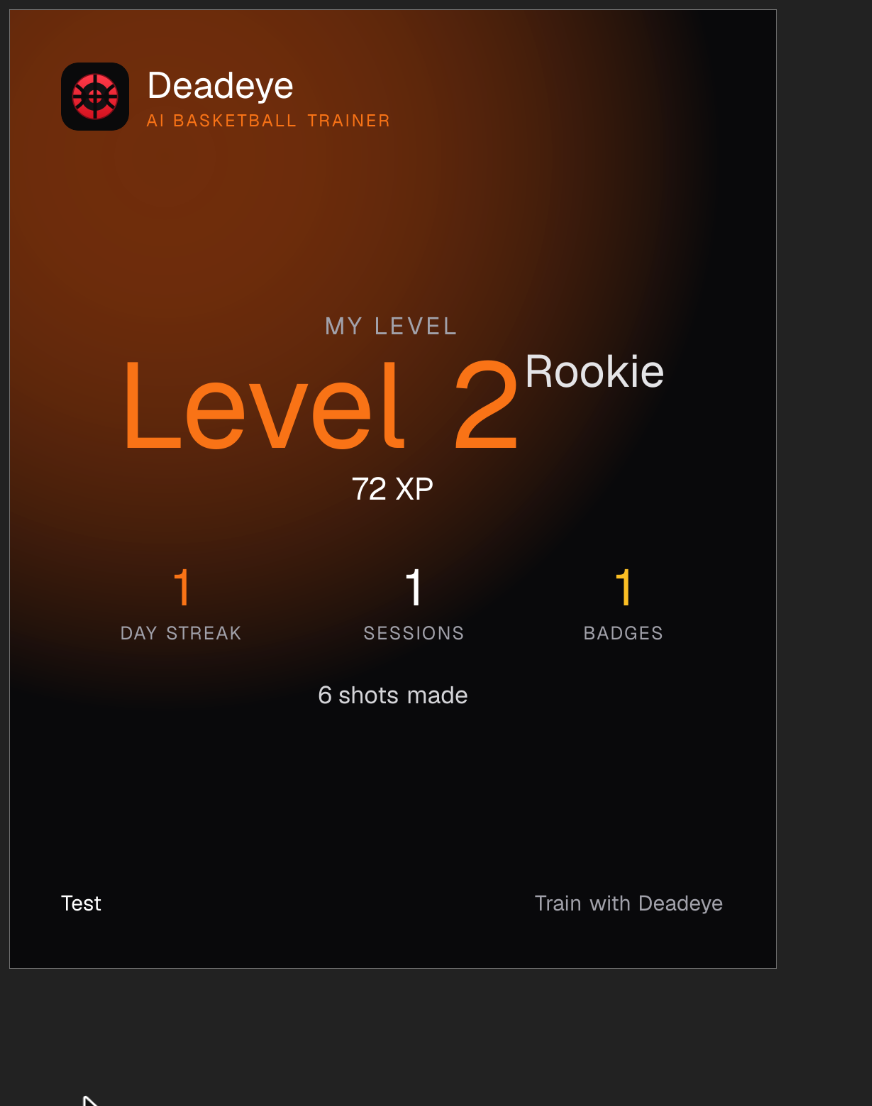 Deadeye
AI BASKETBALL TRAINER
MY LEVEL
Level 2 Rookie
72 XP
1 1 1
DAY STREAK SESSIONS BADGES
6 shots made
Test Train with Deadeye